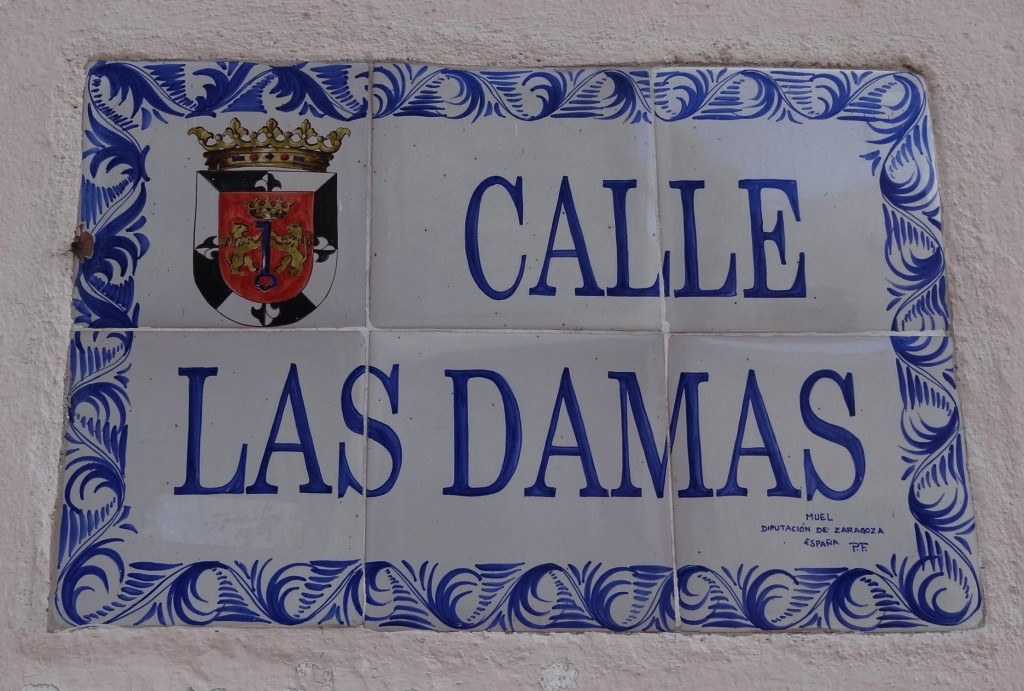 CALLE
LAS DAMAS
MUEL
DIPUTACIÓN DE ZARAGOZA
ESPAÑA P.F.